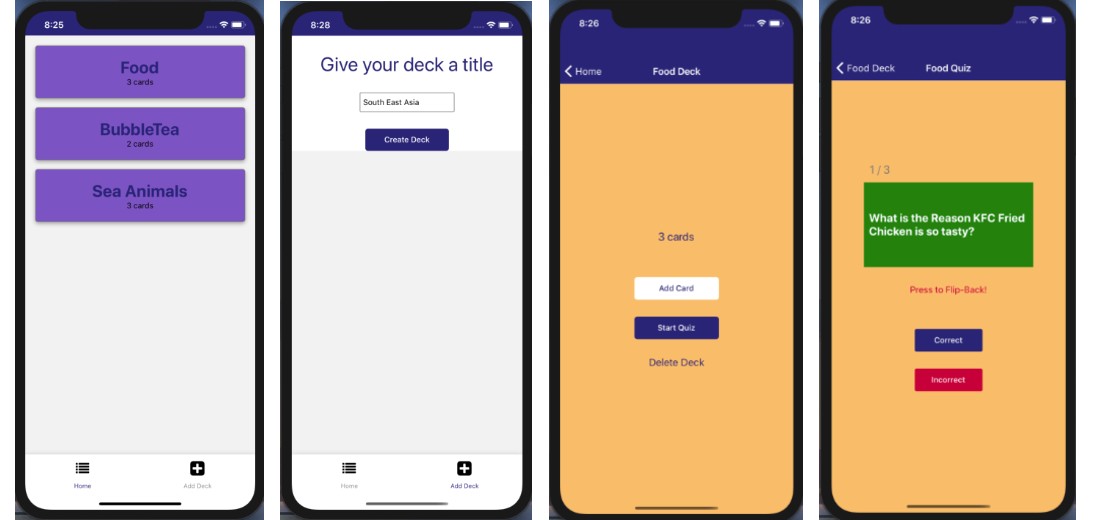 8:25
Food
3 cards
BubbleTea
2 cards
Sea Animals
3 cards
Home
Add Deck
8:28
Give your deck a title
South East Asia
Create Deck
Home
Add Deck
8:26
Home
Food Deck
3 cards
Add Card
Start Quiz
Delete Deck
8:26
Food Deck
Food Quiz
1 / 3
What is the Reason KFC Fried
Chicken is so tasty?
Press to Flip-Back!
Correct
Incorrect